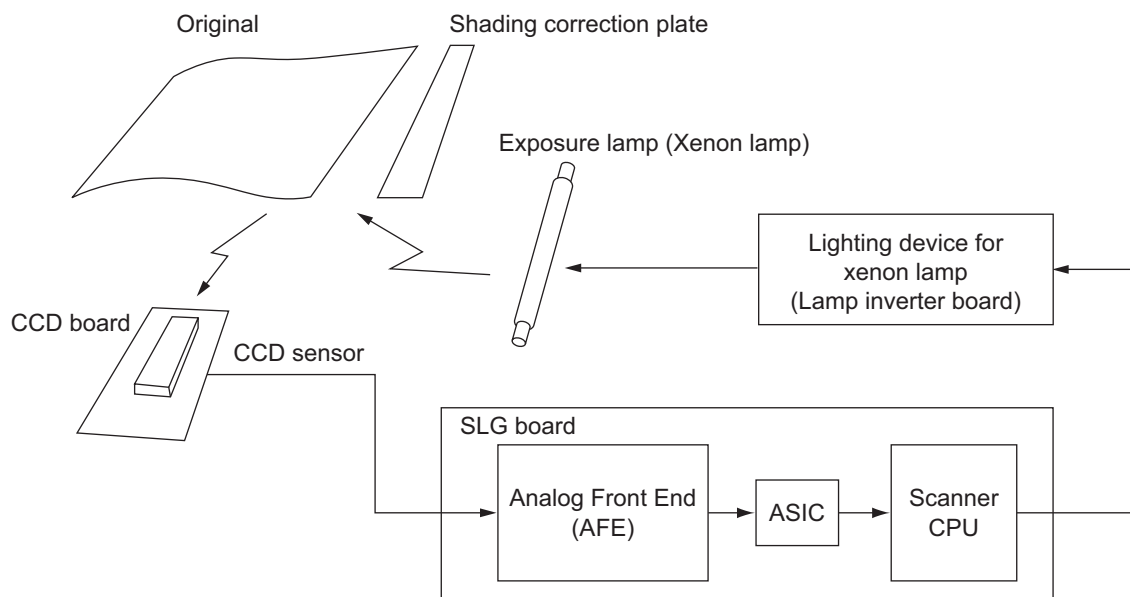 Original
Shading correction plate
Exposure lamp (Xenon lamp)
Lighting device for
xenon lamp
(Lamp inverter board)
CCD board
CCD sensor
SLG board
Analog Front End
(AFE)
ASIC
Scanner
CPU